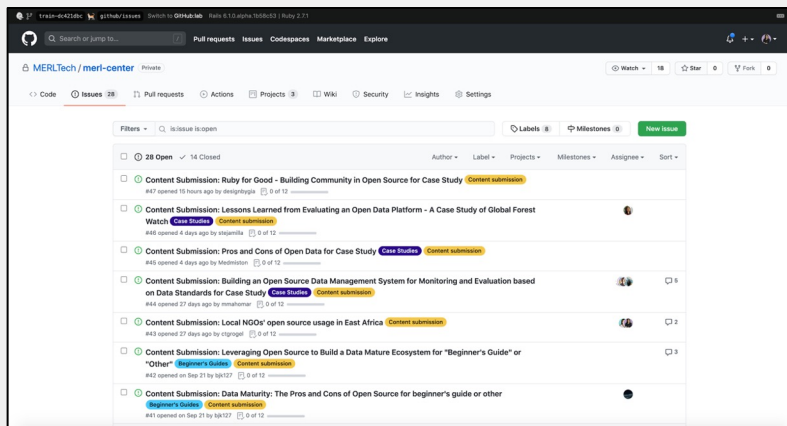 train-dc421dbc github/issues Switch to GitHub:lab Rails 6.1.0.alpha.1b58c63 | Ruby 2.7.1
Search or jump to... / Pull requests Issues Codespaces Marketplace Explore
MERLTech / merl-center Private Watch 18 Star 0 Fork 0
Code Issues 28 Pull requests Actions Projects 3 Wiki Security Insights Settings
Filters is:issue is:open Labels 8 Milestones 0 New issue
28 Open 14 Closed Author Label Projects Milestones Assignee Sort
Content Submission: Ruby for Good - Building Community in Open Source for Case Study Content submission
#47 opened 15 hours ago by designbygia 0 of 12
Content Submission: Lessons Learned from Evaluating an Open Data Platform - A Case Study of Global Forest
Watch Case Studies Content submission
#46 opened 4 days ago by stejamilla 0 of 12
Content Submission: Pros and Cons of Open Data for Case Study Case Studies Content submission
#45 opened 4 days ago by Medmiston 0 of 12
Content Submission: Building an Open Source Data Management System for Monitoring and Evaluation based 5
on Data Standards for Case Study Case Studies Content submission
#44 opened 27 days ago by mmahomar 0 of 12
Content Submission: Local NGOs' open source usage in East Africa Content submission 2
#43 opened 27 days ago by ctgrogel 0 of 12
Content Submission: Leveraging Open Source to Build a Data Mature Ecosystem for "Beginner's Guide" or 3
"Other" Beginner's Guides Content submission
#42 opened on Sep 21 by bjk127 0 of 12
Content Submission: Data Maturity: The Pros and Cons of Open Source for beginner's guide or other
Beginner's Guides Content submission
#41 opened on Sep 21 by bjk127 0 of 12